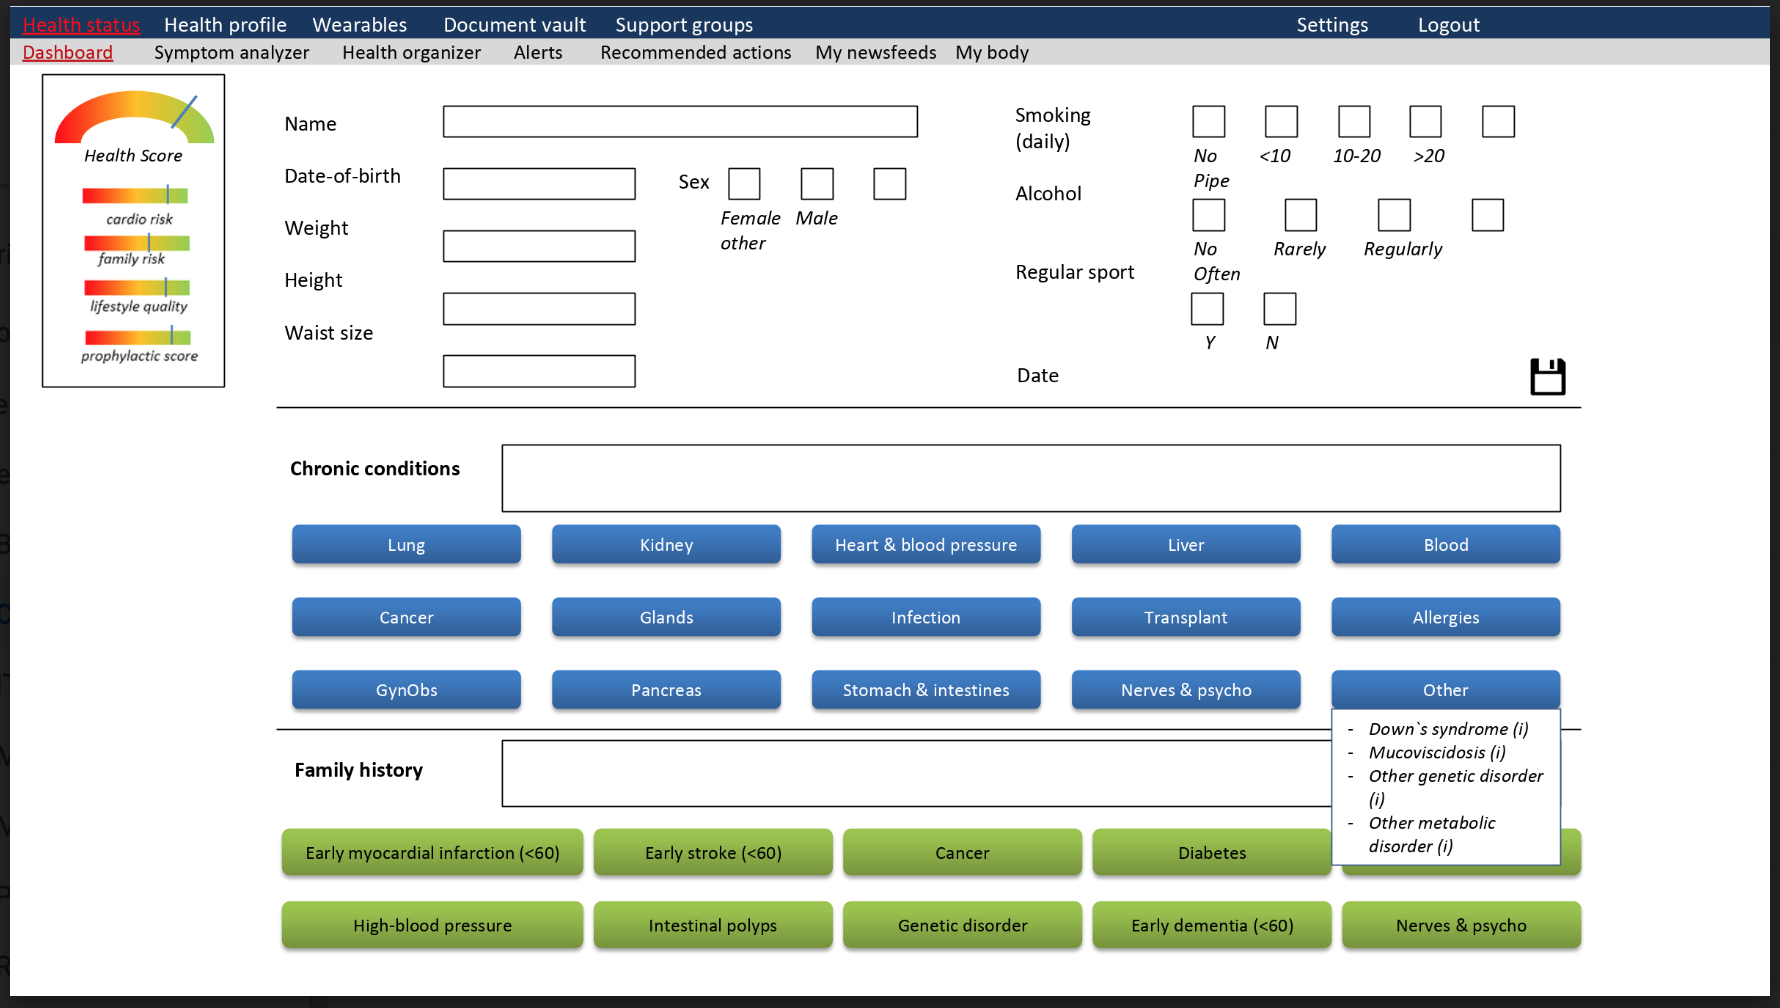 Health status Health profile Wearables Document vault Support groups Settings Logout
Dashboard Symptom analyzer Health organizer Alerts Recommended actions My newsfeeds My body
Health Score
cardio risk
family risk
lifestyle quality
prophylactic score
Name
Date-of-birth
Weight
Height
Waist size
Sex
Female Male
other
Smoking
(daily)
No <10 10-20 >20
Pipe
Alcohol
No Rarely Regularly
Often
Regular sport
Y N
Date
Chronic conditions
Lung Kidney Heart & blood pressure Liver Blood
Cancer Glands Infection Transplant Allergies
GynObs Pancreas Stomach & intestines Nerves & psycho Other
- Down`s syndrome (i)
- Mucoviscidosis (i)
- Other genetic disorder
(i)
- Other metabolic
disorder (i)
Family history
Early myocardial infarction (<60) Early stroke (<60) Cancer Diabetes
High-blood pressure Intestinal polyps Genetic disorder Early dementia (<60) Nerves & psycho